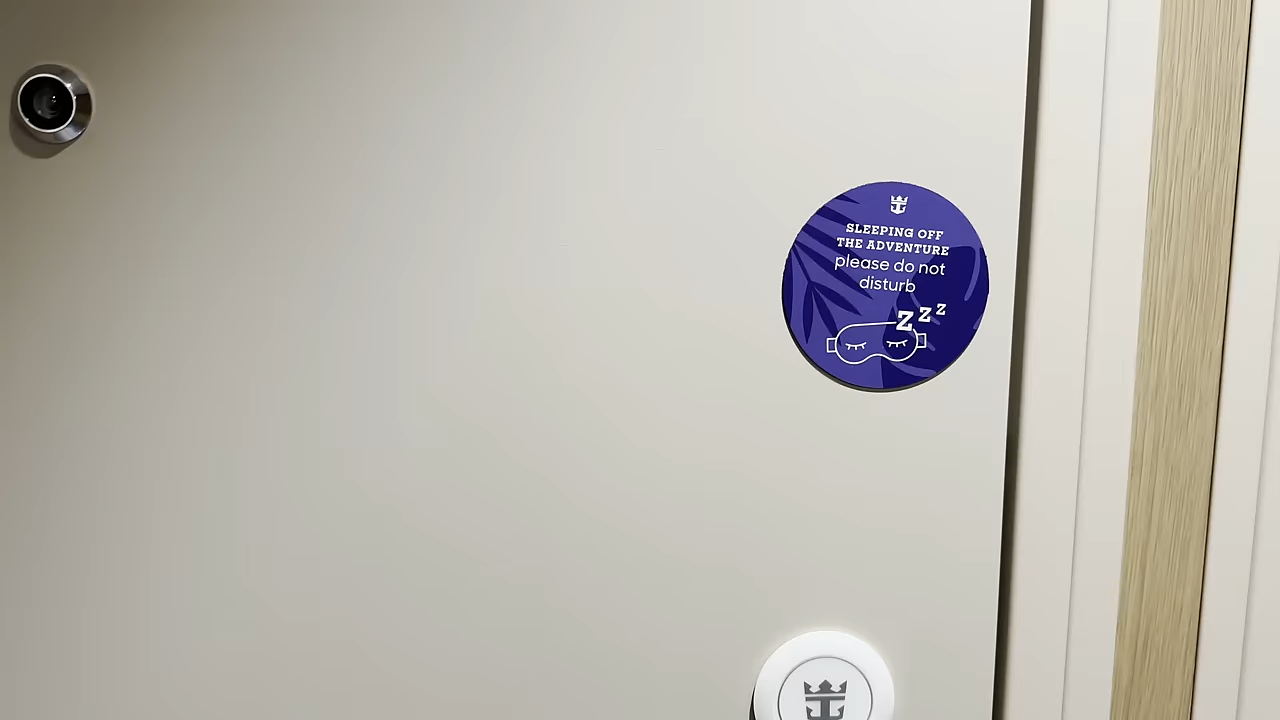 SLEEPING OFF
THE ADVENTURE
please do not
disturb
Z Z Z